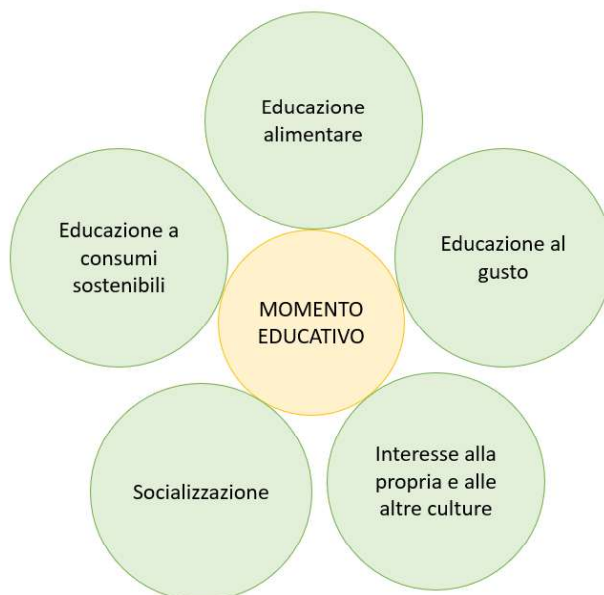 Educazione
alimentare
Educazione a
consumi
sostenibili
Educazione al
gusto
MOMENTO
EDUCATIVO
Socializzazione
Interesse alla
propria e alle
altre culture